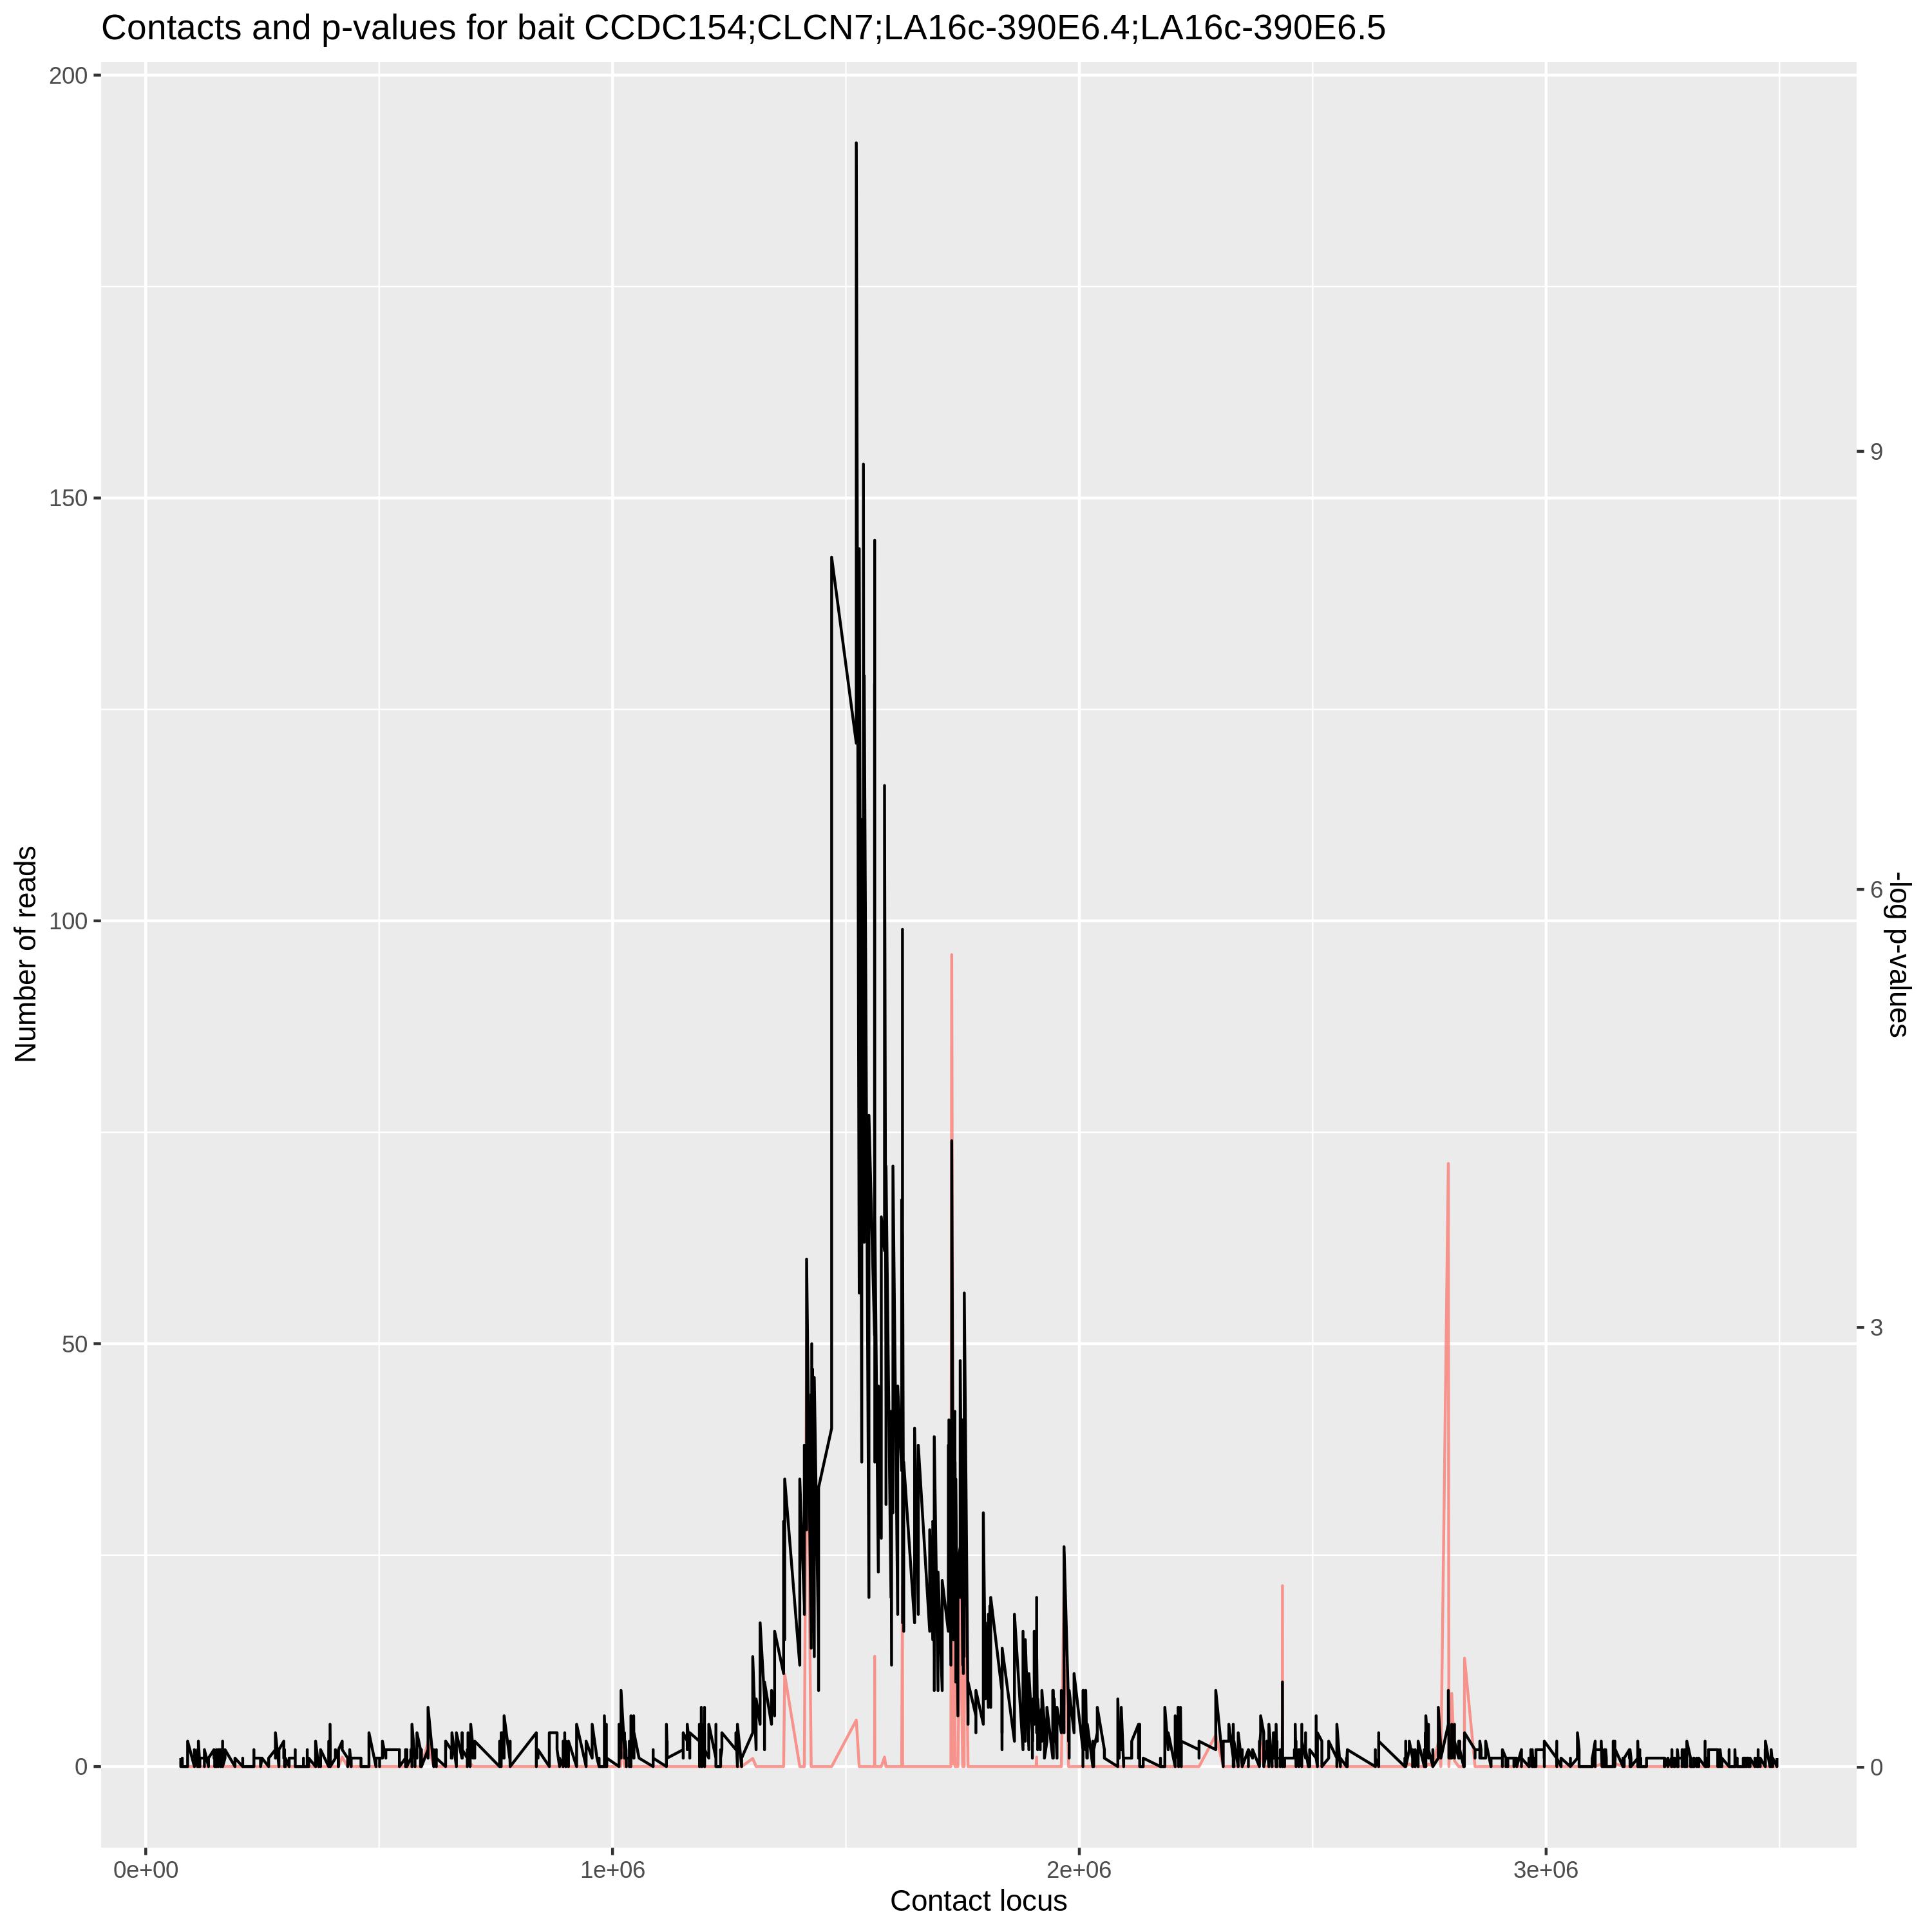 Contacts and p-values for bait CCDC154;CLCN7;LA16c-390E6.4;LA16c-390E6.5
200
150
100
50
0
Number of reads
9
6
3
0
-log p-values
0e+00
1e+06
2e+06
3e+06
Contact locus